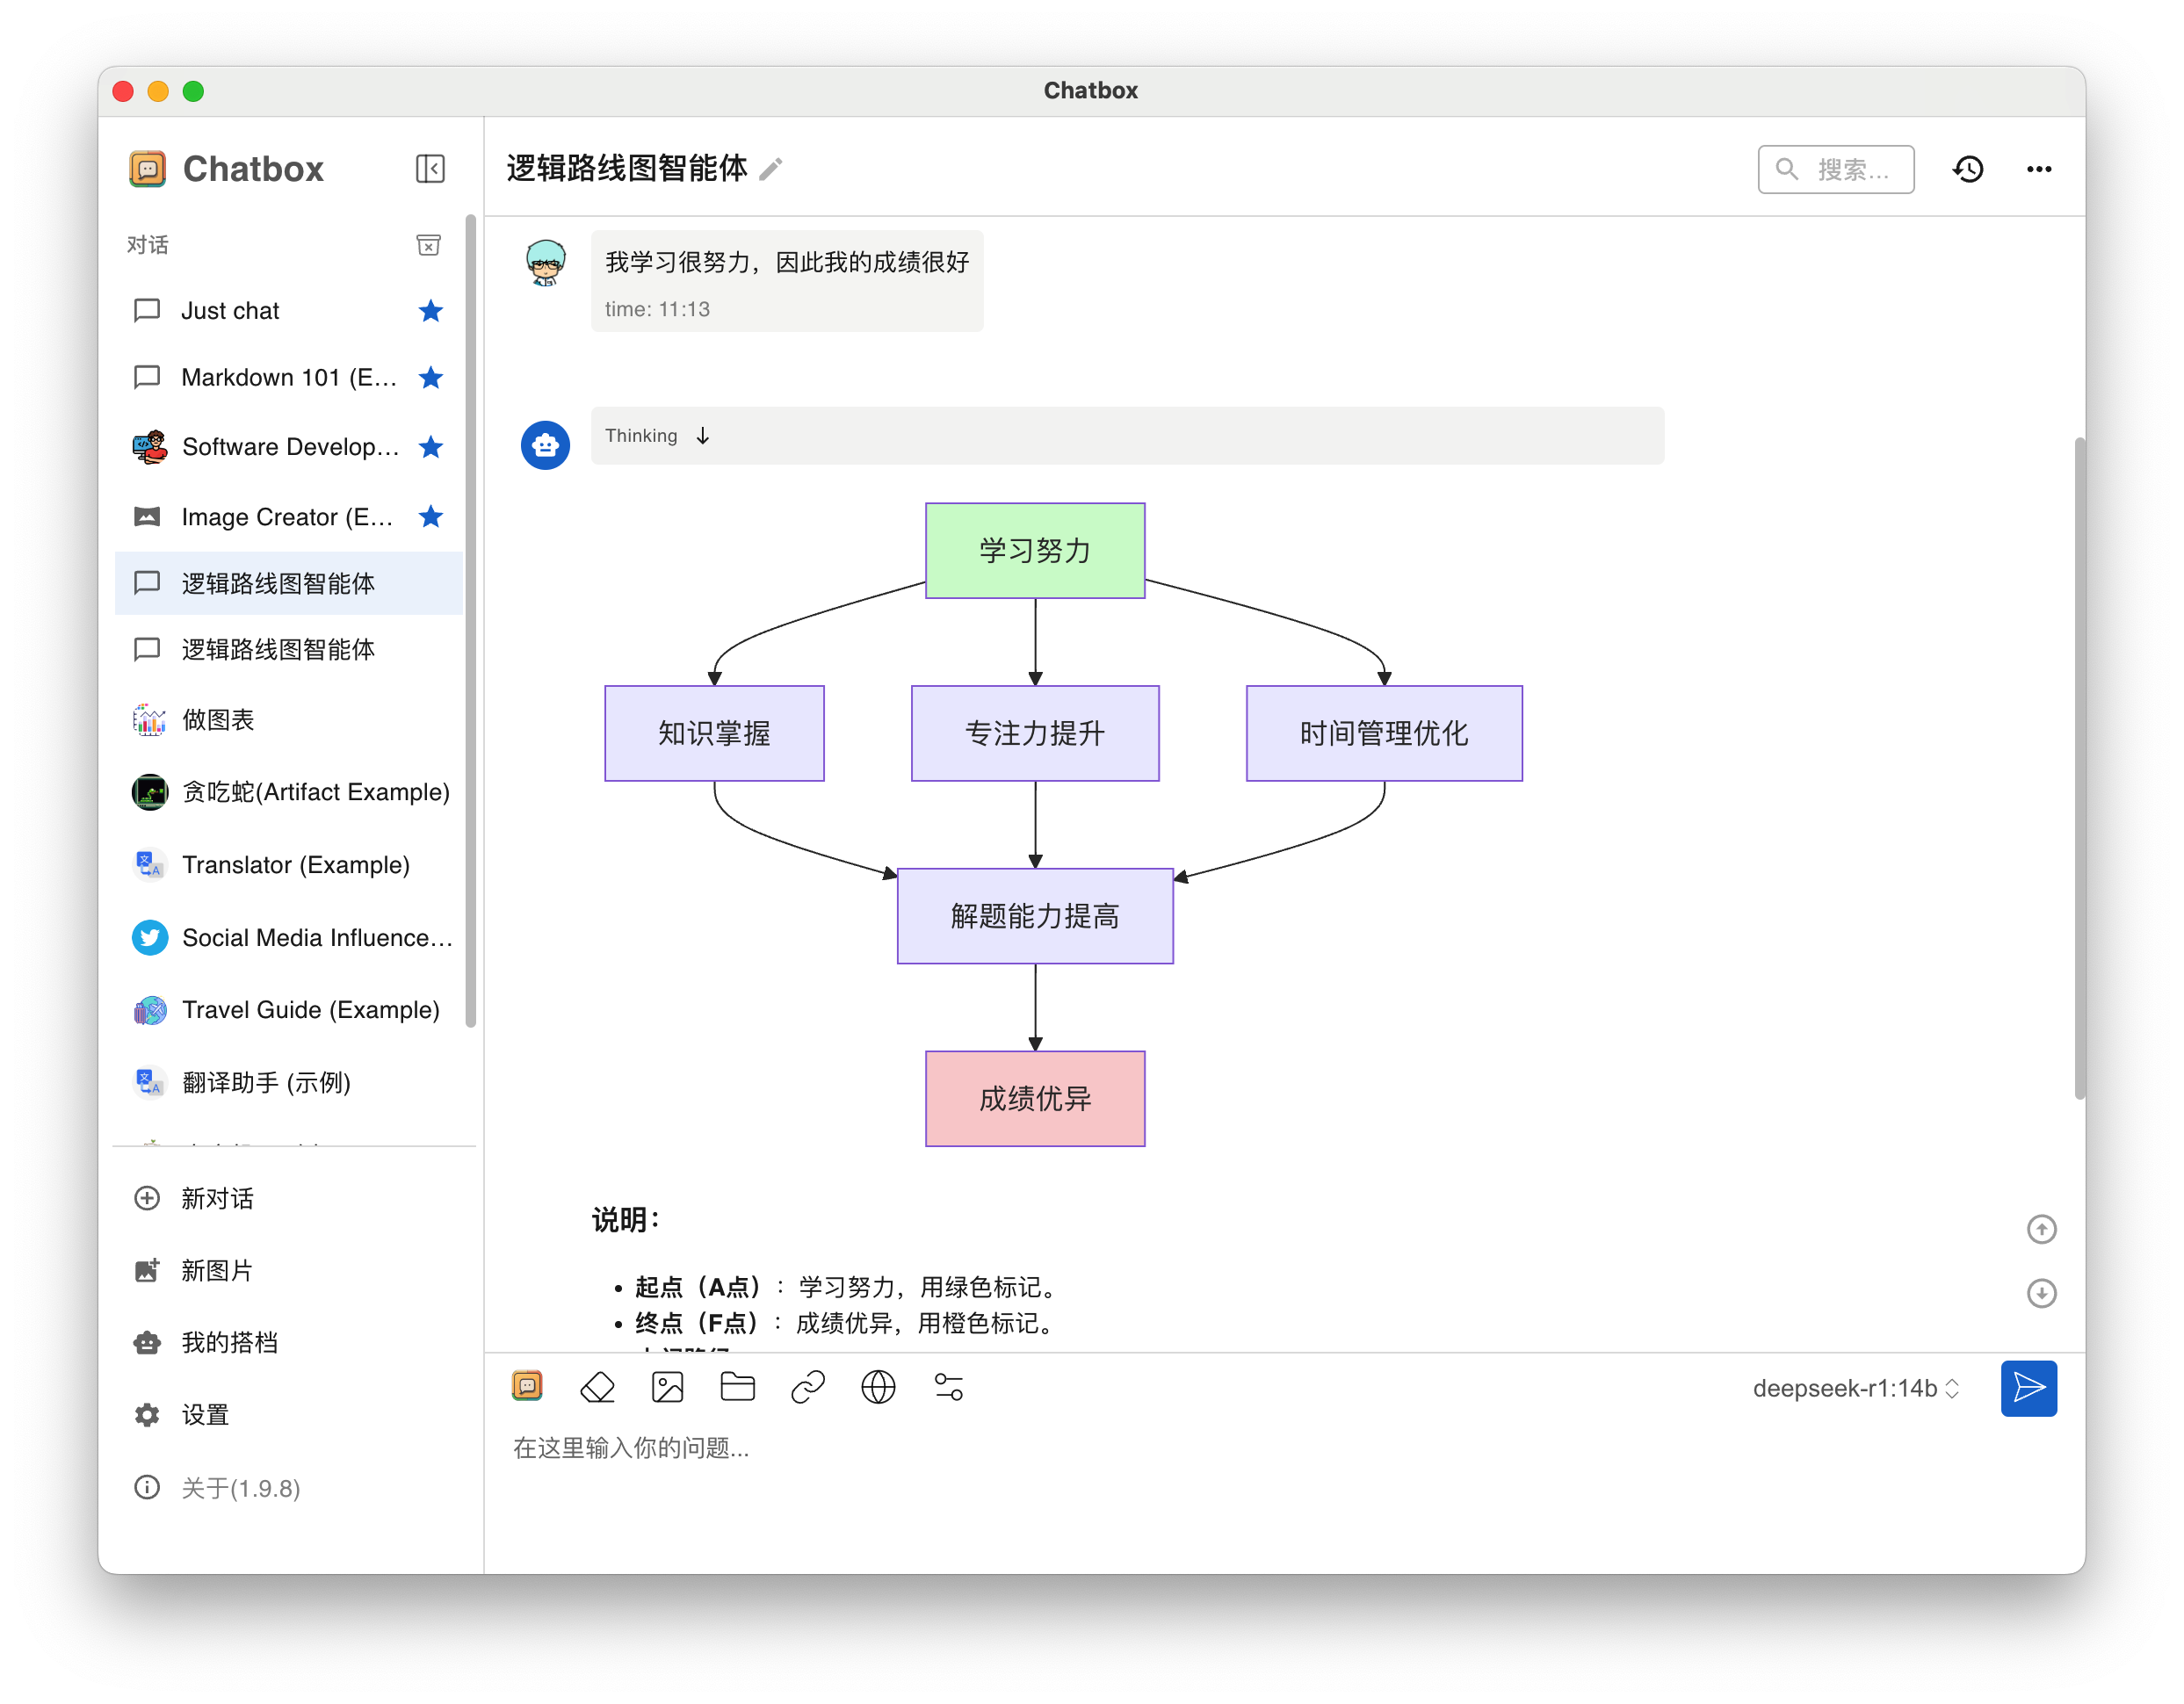 Chatbox
Chatbox
对话
Just chat
Markdown 101 (E...
Software Develop...
Image Creator (E...
逻辑路线图智能体
逻辑路线图智能体
做图表
贪吃蛇(Artifact Example)
Translator (Example)
Social Media Influence...
Travel Guide (Example)
翻译助手 (示例)
新对话
新图片
我的搭档
设置
关于(1.9.8)
逻辑路线图智能体
搜索...
我学习很努力，因此我的成绩很好
time: 11:13
Thinking ↓
学习努力
知识掌握
专注力提升
时间管理优化
解题能力提高
成绩优异
说明：
• 起点（A点）：学习努力，用绿色标记。
• 终点（F点）：成绩优异，用橙色标记。
deepseek-r1:14b
在这里输入你的问题...